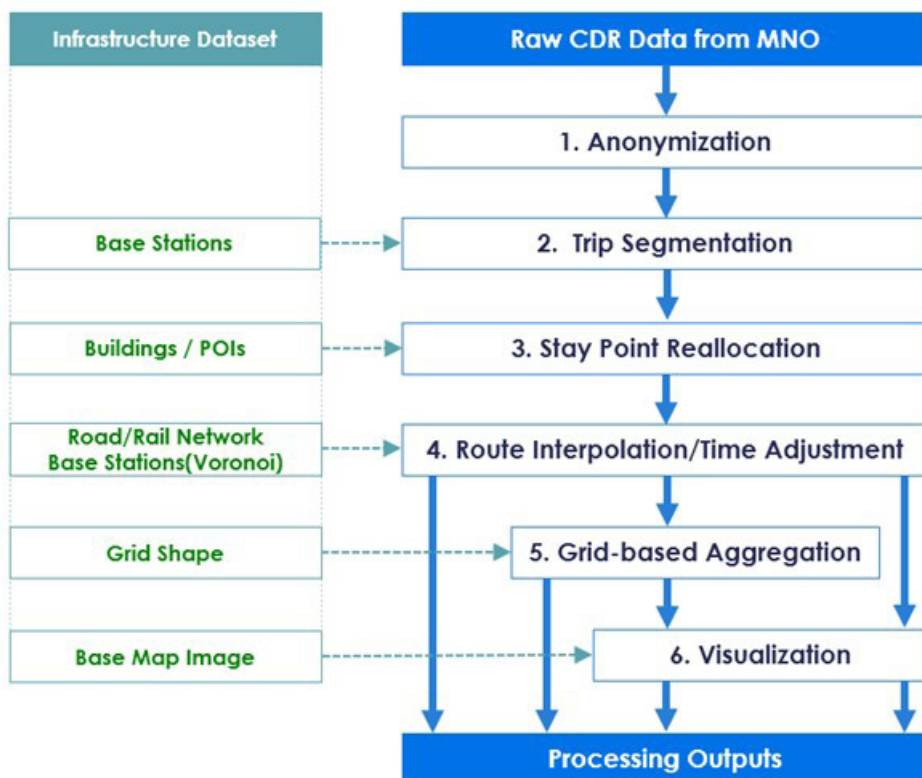 Infrastructure Dataset
Raw CDR Data from MNO
1. Anonymization
Base Stations
2. Trip Segmentation
Buildings / POIs
3. Stay Point Reallocation
Road/Rail Network
Base Stations(Voronoi)
4. Route Interpolation/Time Adjustment
Grid Shape
5. Grid-based Aggregation
Base Map Image
6. Visualization
Processing Outputs